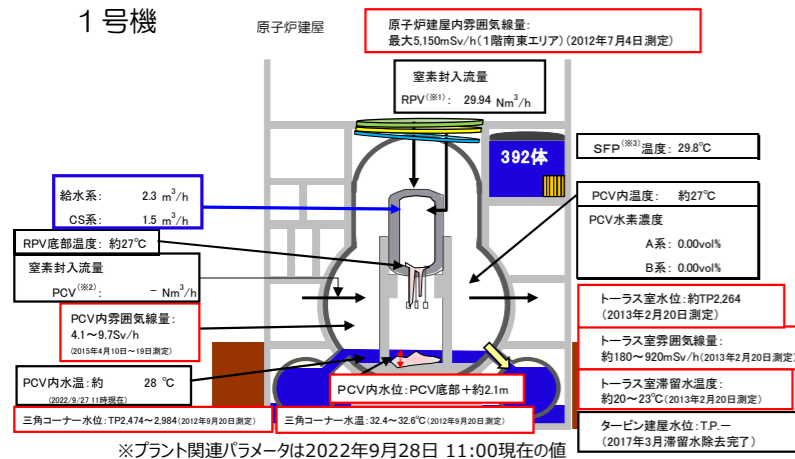 １号機
原子炉建屋
原子炉建屋内雰囲気線量：
最大5,150mSv/h(１階南東エリア)(2012年7月4日測定)
窒素封入流量
RPV(※1)： 29.94 Nm3/h
392体
SFP(※3)温度： 29.8℃
給水系： 2.3 m3/h
CS系： 1.5 m3/h
PCV内温度： 約27℃
PCV水素濃度
A系： 0.00vol%
B系： 0.00vol%
RPV底部温度： 約27℃
窒素封入流量
PCV(※2)： － Nm3/h
PCV内雰囲気線量：
4.1～9.7Sv/h
(2015年4月10日～19日測定)
トーラス室水位：約TP2,264
(2013年2月20日測定)
トーラス室雰囲気線量：
約180～920mSv/h(2013年2月20日測定)
PCV内水温：約 28 ℃
(2022/9/27 11時現在)
PCV内水位：PCV底部＋約2.1m
トーラス室滞留水温度：
約20～23℃(2013年2月20日測定)
三角コーナー水位：TP2,474～2,984(2012年9月20日測定)
三角コーナー水温：32.4～32.6℃(2012年9月20日測定)
タービン建屋水位：T.P.－
(2017年3月滞留水除去完了)
※プラント関連パラメータは2022年9月28日 11:00現在の値